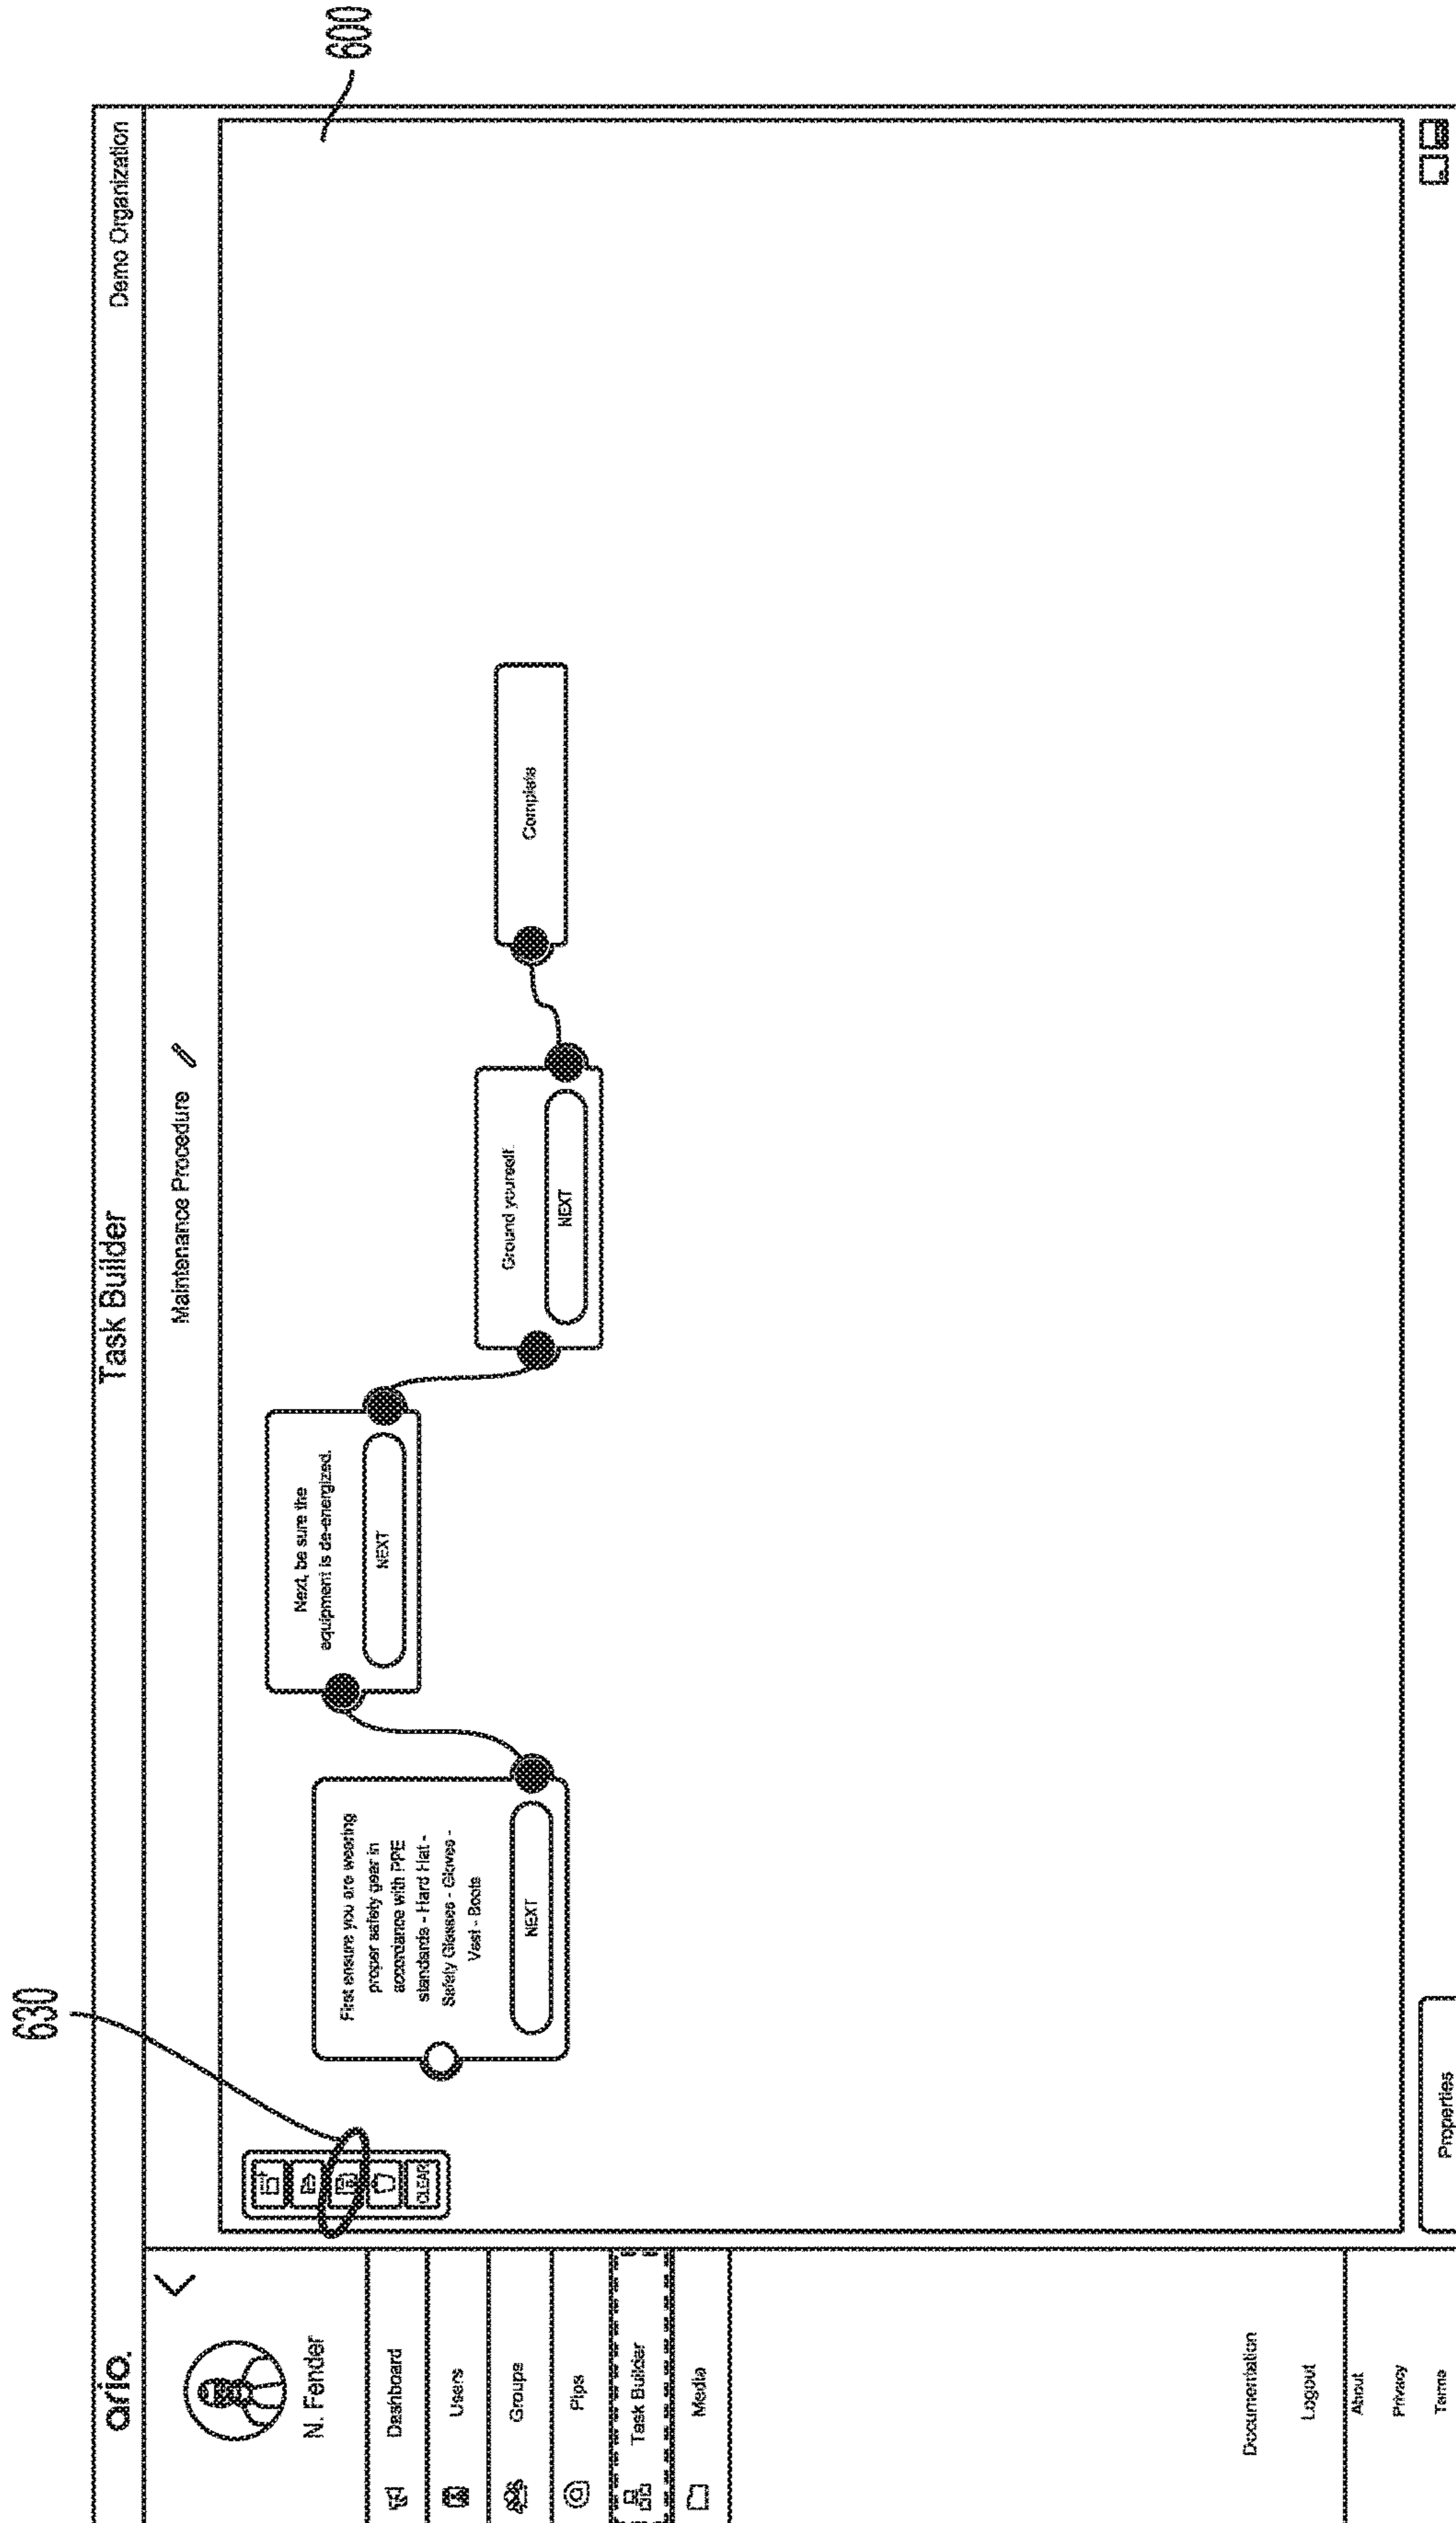 600
630
ario.
Task Builder
Demo Organization
N. Fender
Dashboard
Users
Groups
Pips
Task Builder
Media
Documentation
Logout
About
Privacy
Terms
Maintenance Procedure
CLEAR
First ensure you are wearing
proper safety gear in
accordance with PPE
standards - Hard Hat -
Safety Glasses - Gloves -
Vest - Boots
NEXT
Next, be sure the
equipment is de-energized.
NEXT
Ground yourself.
NEXT
Complete
Properties